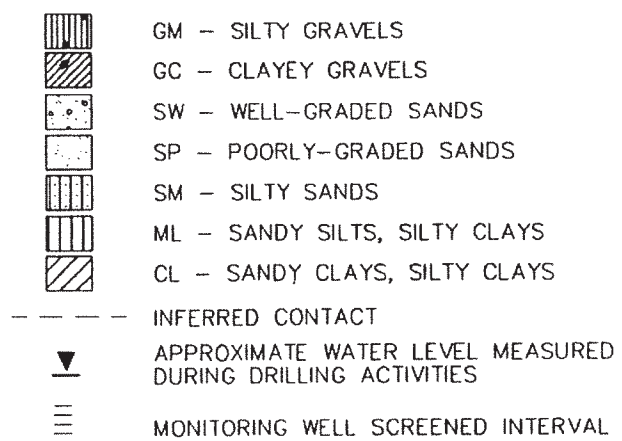 GM – SILTY GRAVELS
GC – CLAYEY GRAVELS
SW – WELL–GRADED SANDS
SP – POORLY–GRADED SANDS
SM – SILTY SANDS
ML – SANDY SILTS, SILTY CLAYS
CL – SANDY CLAYS, SILTY CLAYS
INFERRED CONTACT
APPROXIMATE WATER LEVEL MEASURED
DURING DRILLING ACTIVITIES
MONITORING WELL SCREENED INTERVAL